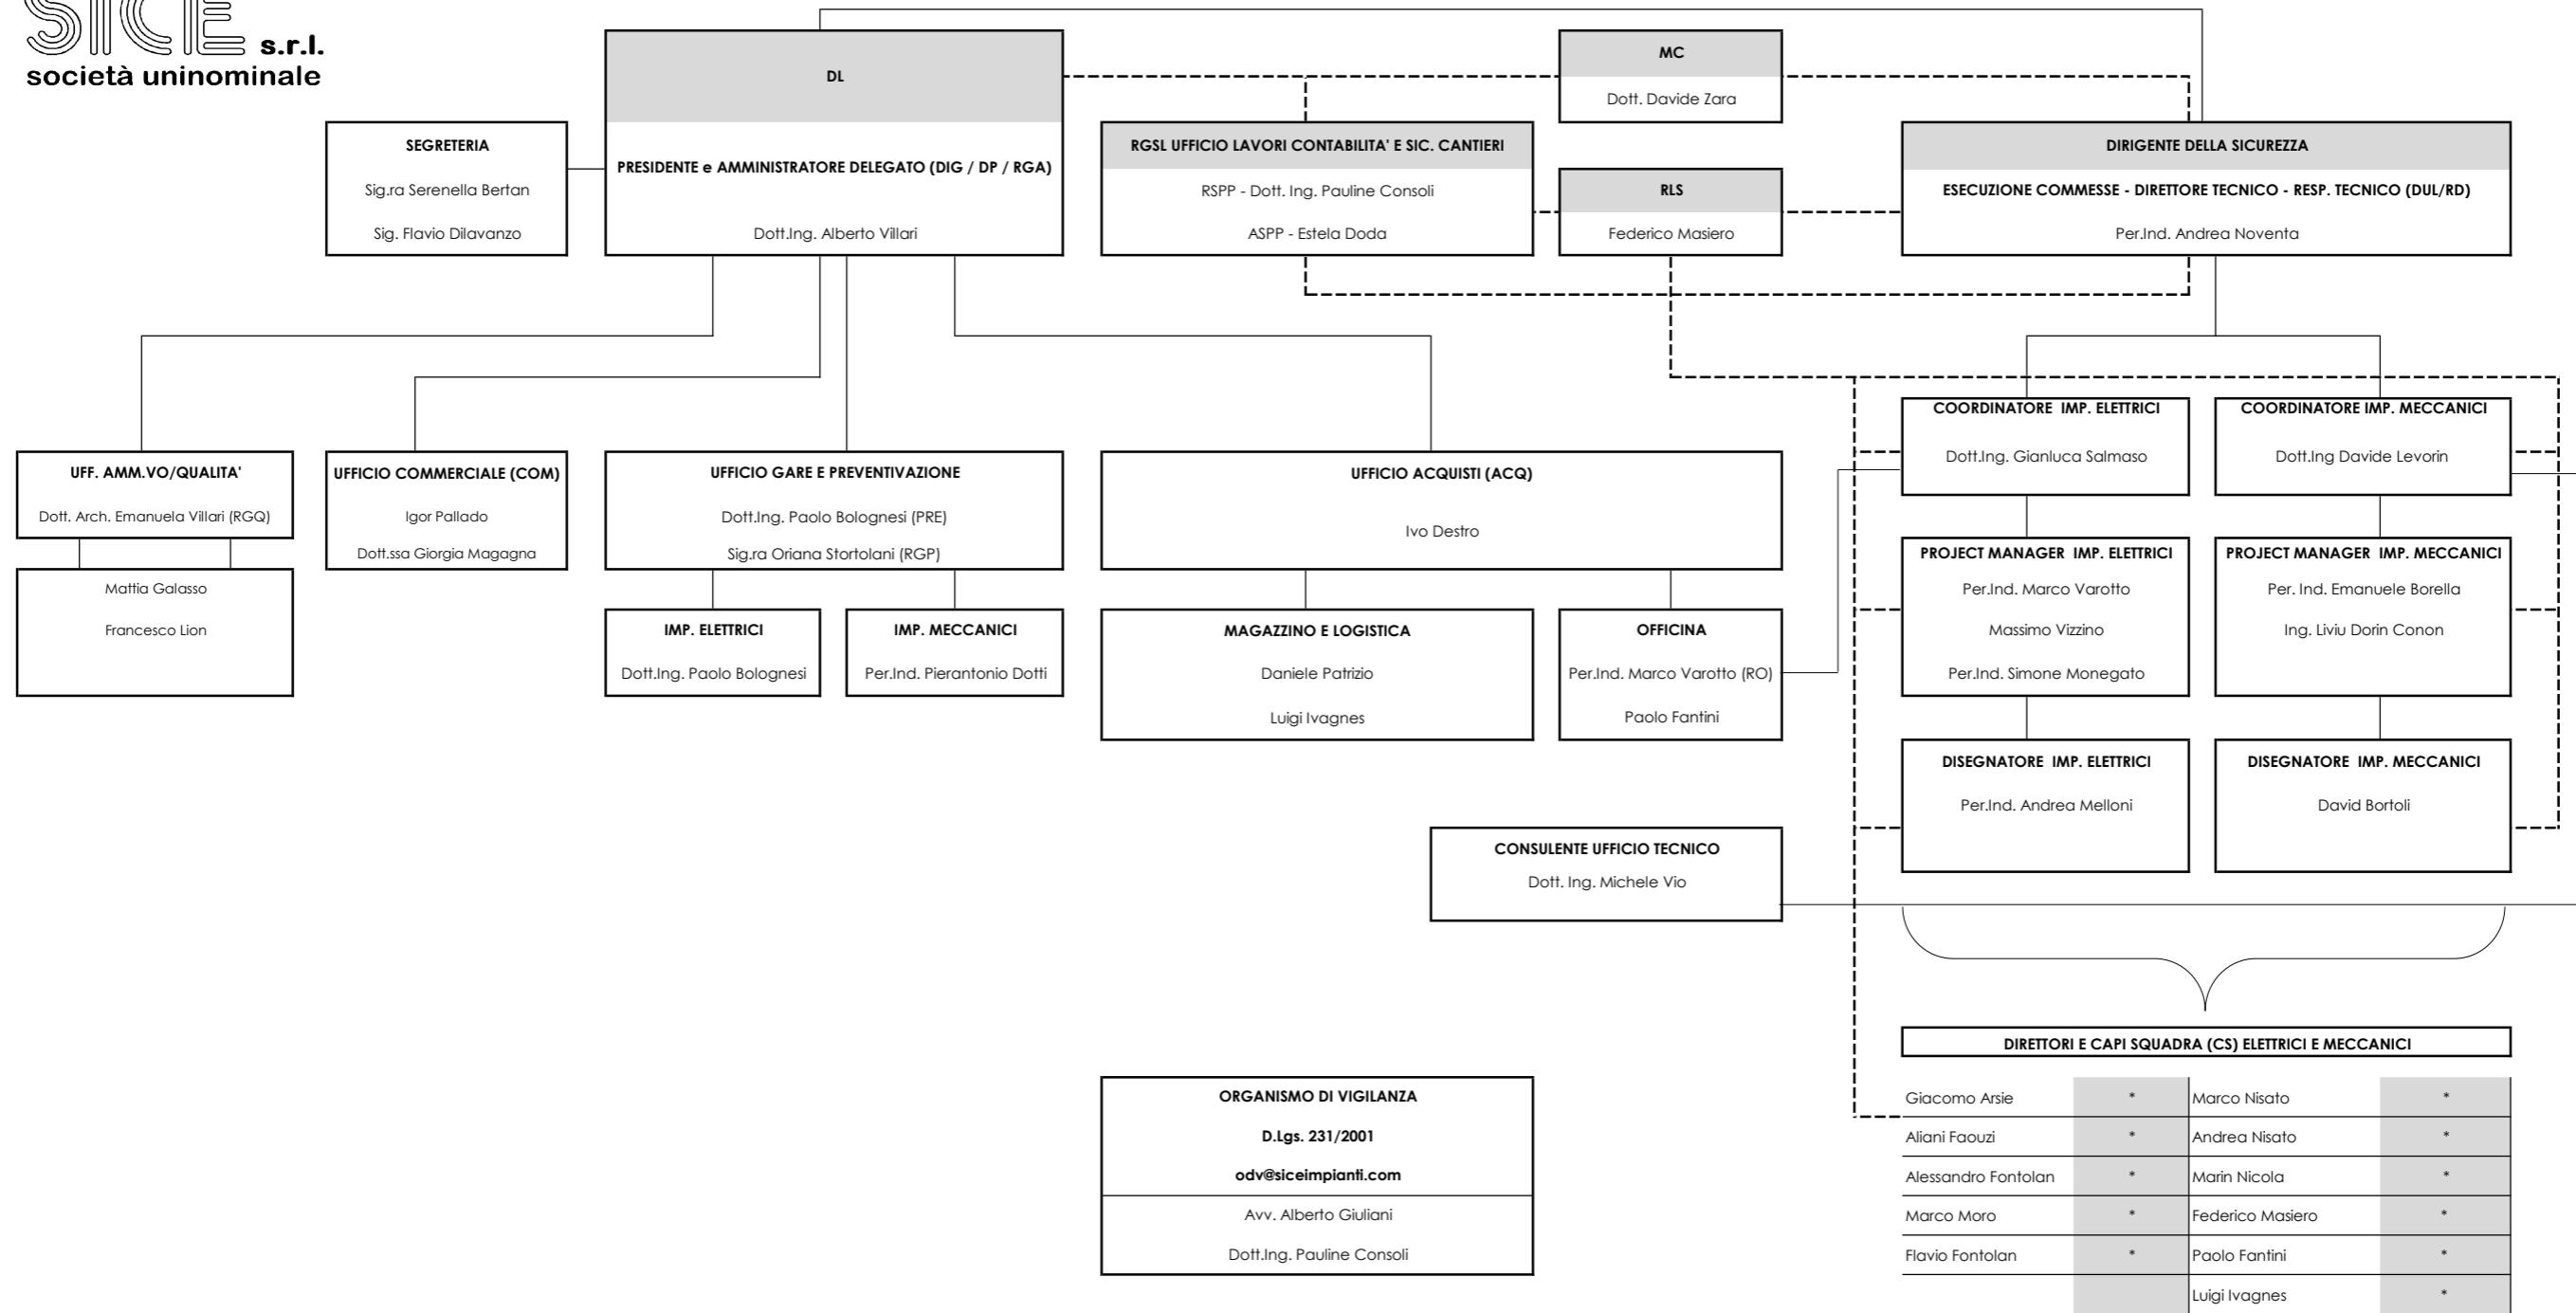 SICE s.r.l.
società uninominale
DL
PRESIDENTE e AMMINISTRATORE DELEGATO (DIG / DP / RGA)
Dott.Ing. Alberto Villari
SEGRETERIA
Sig.ra Serenella Bertan
Sig. Flavio Dilavanzo
MC
Dott. Davide Zara
RGSL UFFICIO LAVORI CONTABILITA' E SIC. CANTIERI
RSPP - Dott. Ing. Pauline Consoli
ASPP - Estela Doda
RLS
Federico Masiero
DIRIGENTE DELLA SICUREZZA
ESECUZIONE COMMESSE - DIRETTORE TECNICO - RESP. TECNICO (DUL/RD)
Per.Ind. Andrea Noventa
UFF. AMM.VO/QUALITA'
Dott. Arch. Emanuela Villari (RGQ)
Mattia Galasso
Francesco Lion
UFFICIO COMMERCIALE (COM)
Igor Pallado
Dott.ssa Giorgia Magagna
UFFICIO GARE E PREVENTIVAZIONE
Dott.Ing. Paolo Bolognesi (PRE)
Sig.ra Oriana Stortolani (RGP)
IMP. ELETTRICI
Dott.Ing. Paolo Bolognesi
IMP. MECCANICI
Per.Ind. Pierantonio Dotti
UFFICIO ACQUISTI (ACQ)
Ivo Destro
MAGAZZINO E LOGISTICA
Daniele Patrizio
Luigi Ivagnes
OFFICINA
Per.Ind. Marco Varotto (RO)
Paolo Fantini
COORDINATORE IMP. ELETTRICI
Dott.Ing. Gianluca Salmaso
COORDINATORE IMP. MECCANICI
Dott.Ing Davide Levorin
PROJECT MANAGER IMP. ELETTRICI
Per.Ind. Marco Varotto
Massimo Vizzino
Per.Ind. Simone Monegato
PROJECT MANAGER IMP. MECCANICI
Per. Ind. Emanuele Borella
Ing. Liviu Dorin Conon
DISEGNATORE IMP. ELETTRICI
Per.Ind. Andrea Melloni
DISEGNATORE IMP. MECCANICI
David Bortoli
CONSULENTE UFFICIO TECNICO
Dott. Ing. Michele Vio
DIRETTORI E CAPI SQUADRA (CS) ELETTRICI E MECCANICI
Giacomo Arsie * Marco Nisato *
Aliani Faouzi * Andrea Nisato *
Alessandro Fontolan * Marin Nicola *
Marco Moro * Federico Masiero *
Flavio Fontolan * Paolo Fantini *
Luigi Ivagnes *
ORGANISMO DI VIGILANZA
D.Lgs. 231/2001
odv@siceimpianti.com
Avv. Alberto Giuliani
Dott.Ing. Pauline Consoli